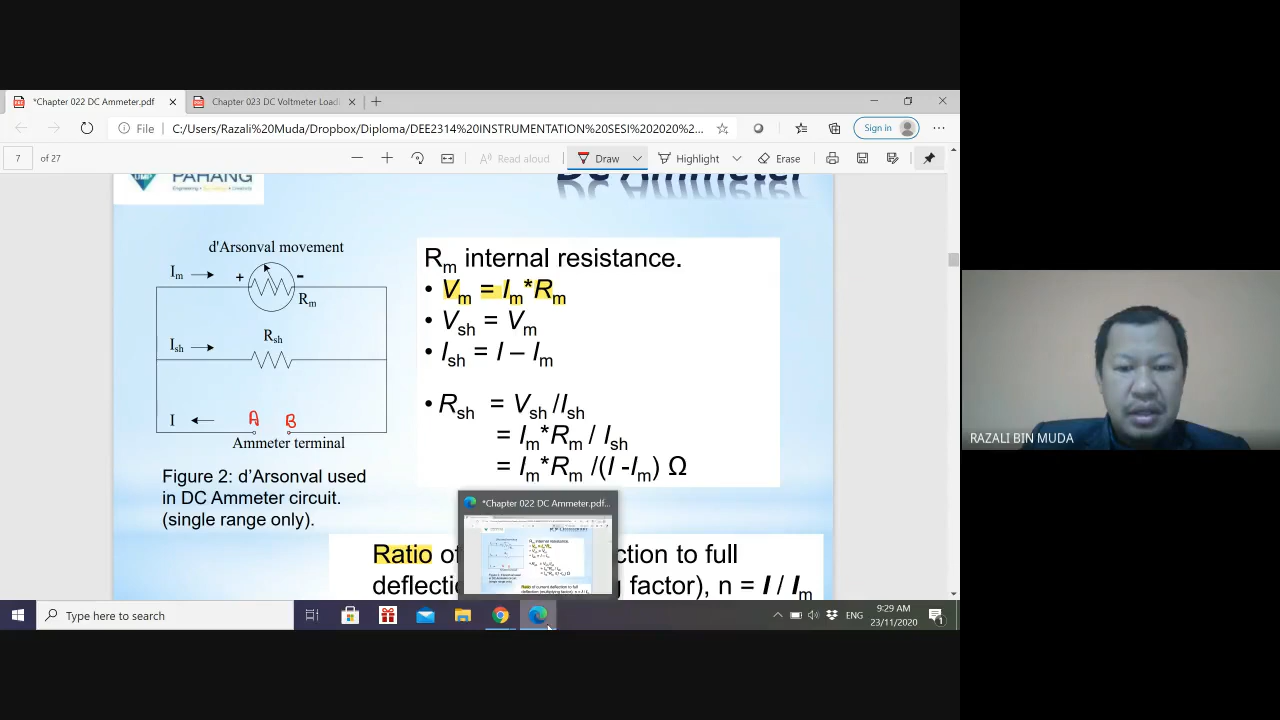 *Chapter 022 DC Ammeter.pdf
Chapter 023 DC Voltmeter Load
File C:/Users/Razali%20Muda/Dropbox/Diploma/DEE2314%20INSTRUMENTATION%20SESI%202020%2... Sign in
7 of 27 Read aloud Draw Highlight Erase
PAHANG
DC Ammeter
d'Arsonval movement
Im + - Rm
Rsh
Ish
I A B
Ammeter terminal
Figure 2: d'Arsonval used
in DC Ammeter circuit.
(single range only).
Rm internal resistance.
• Vm = Im*Rm
• Vsh = Vm
• Ish = I – Im
• Rsh = Vsh /Ish
= Im*Rm / Ish
= Im*Rm /(I -Im) Ω
*Chapter 022 DC Ammeter.pdf...
Ratio of
ction to full
deflec
g factor), n = I / Im
Type here to search
ENG
9:29 AM
23/11/2020
1
RAZALI BIN MUDA